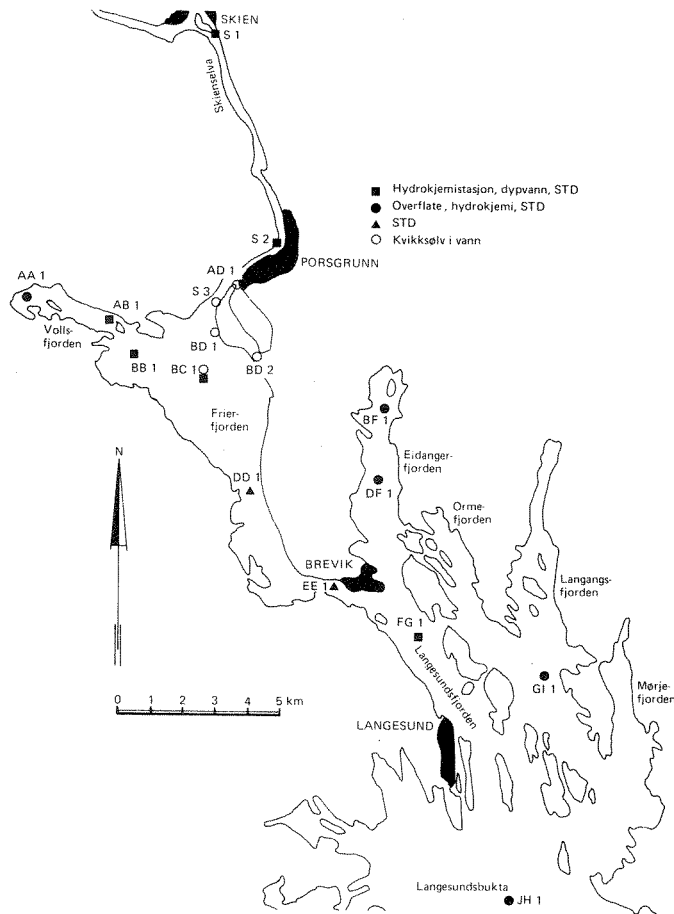 SKIEN
S 1
Skienselva
Hydrokjemistasjon, dypvann, STD
Overflate, hydrokjemi, STD
STD
Kvikksølv i vann
S 2
PORSGRUNN
AD 1
AA 1
S 3
AB 1
Volls-
fjorden
BD 1
BB 1
BC 1
BD 2
Frier-
fjorden
BF 1
N
Eidanger-
fjorden
DD 1
DF 1
Orme-
fjorden
BREVIK
EE 1
Langangs-
fjorden
FG 1
Langesundsfjorden
GI 1
Mørje-
fjorden
0 1 2 3 4 5 km
LANGESUND
Langesundsbukta
JH 1